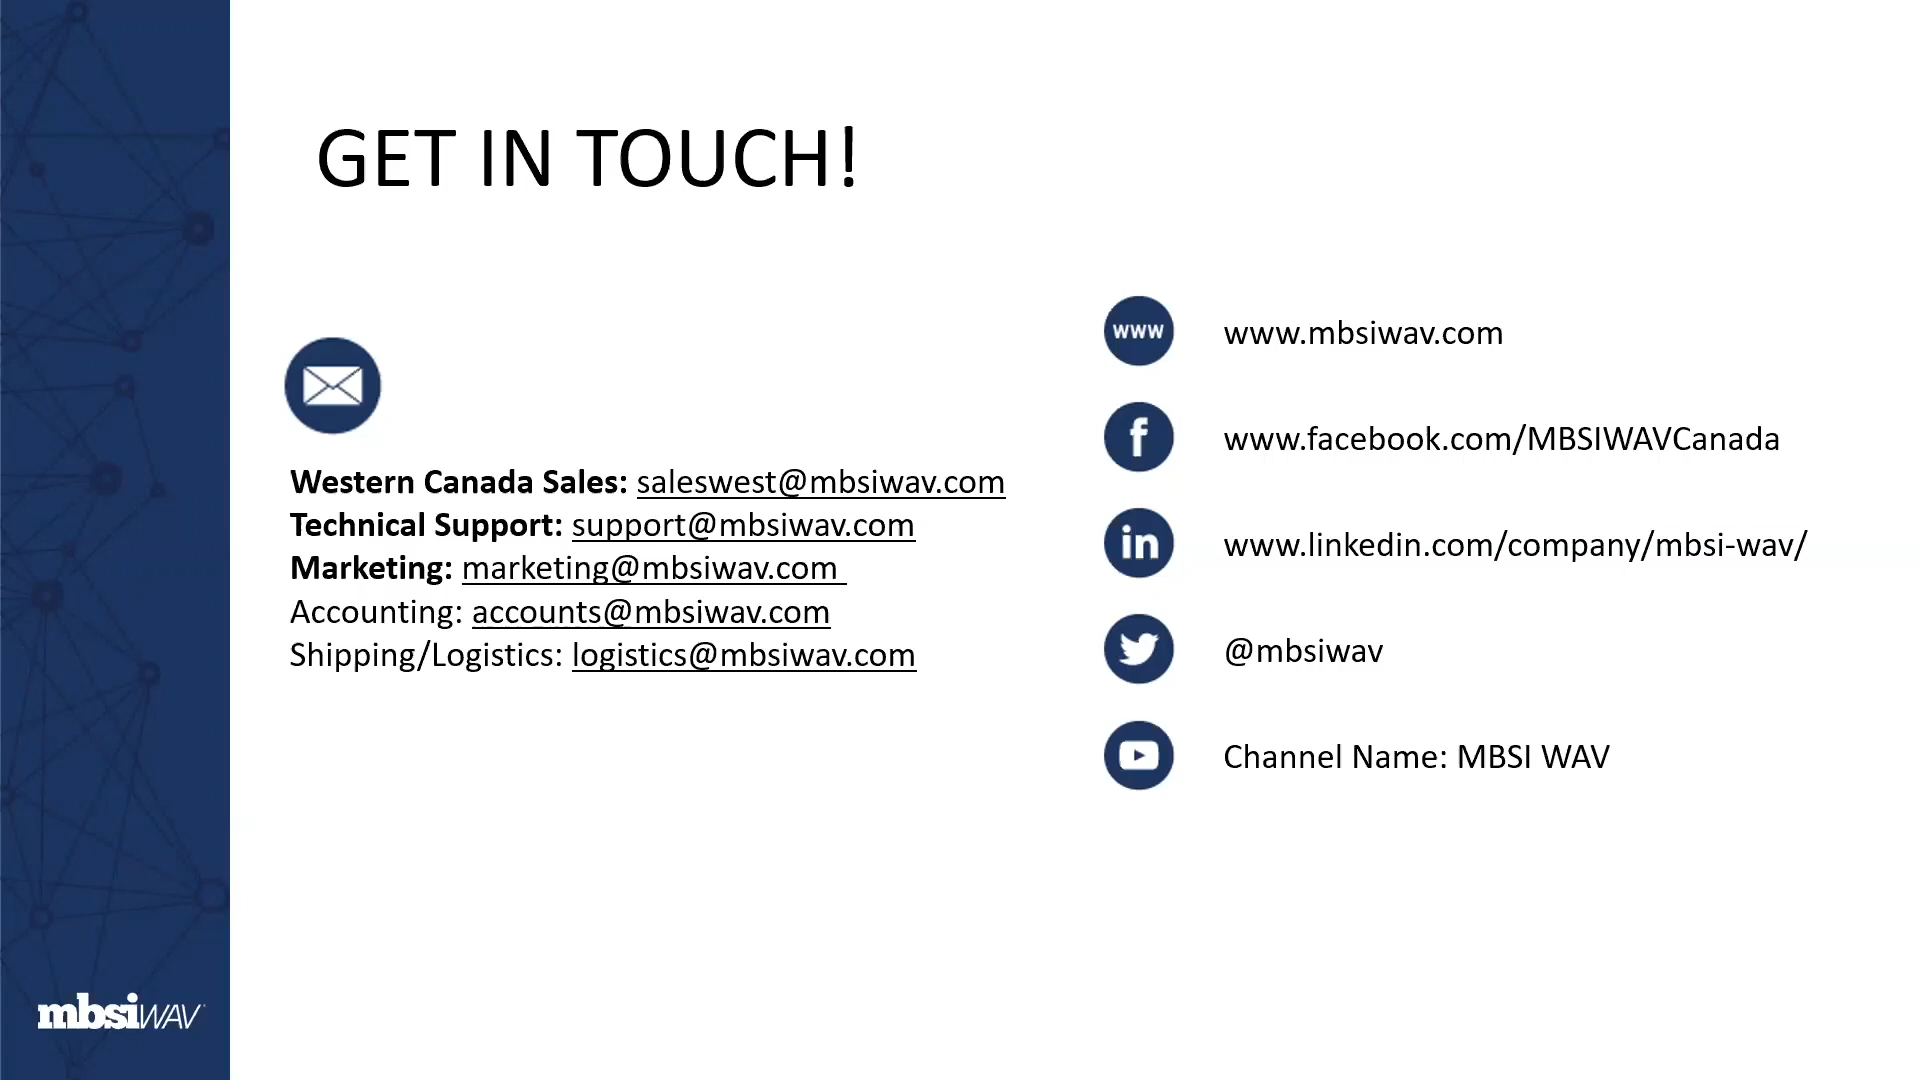 GET IN TOUCH!
Western Canada Sales: saleswest@mbsiwav.com
Technical Support: support@mbsiwav.com
Marketing: marketing@mbsiwav.com
Accounting: accounts@mbsiwav.com
Shipping/Logistics: logistics@mbsiwav.com
www
www.mbsiwav.com
f
www.facebook.com/MBSIWAVCanada
in
www.linkedin.com/company/mbsi-wav/
@mbsiwav
Channel Name: MBSI WAV
mbsiWAV